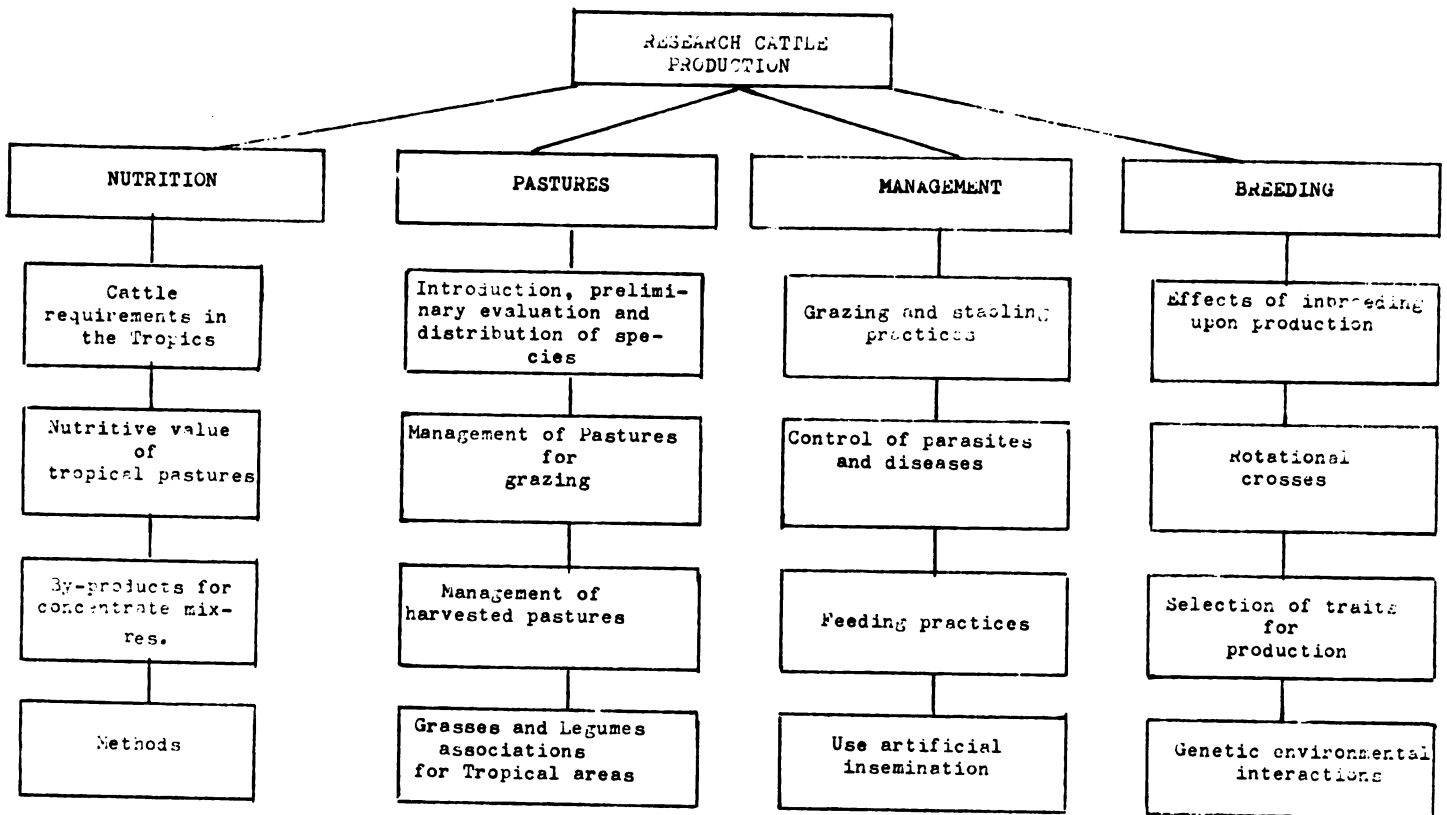 RESEARCH CATTLE
PRODUCTION
NUTRITION
Cattle
requirements in
the Tropics
Nutritive value
of
tropical pastures
By-products for
concentrate mix-
res.
Methods
PASTURES
Introduction, prelimi-
nary evaluation and
distribution of spe-
cies
Management of Pastures
for
grazing
Management of
harvested pastures
Grasses and Legumes
associations
for Tropical areas
MANAGEMENT
Grazing and stabling
practices
Control of parasites
and diseases
Feeding practices
Use artificial
insemination
BREEDING
Effects of inbreeding
upon production
Rotational
crosses
Selection of traits
for
production
Genetic environmental
interactions